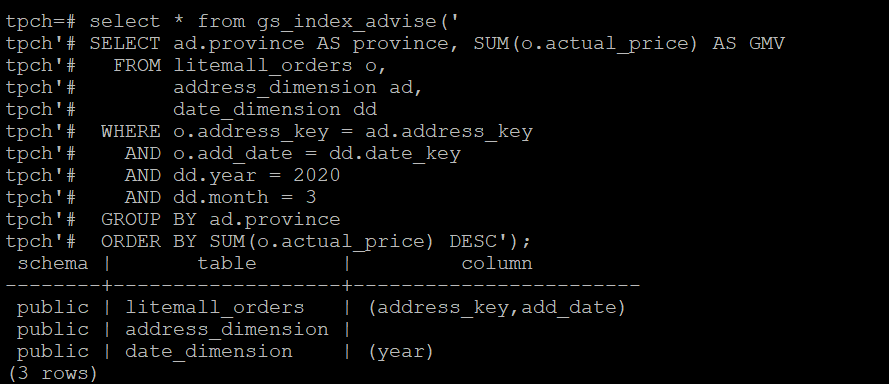 tpch=# select * from gs_index_advise('
tpch'# SELECT ad.province AS province, SUM(o.actual_price) AS GMV
tpch'#   FROM litemall_orders o,
tpch'#        address_dimension ad,
tpch'#        date_dimension dd
tpch'#  WHERE o.address_key = ad.address_key
tpch'#    AND o.add_date = dd.date_key
tpch'#    AND dd.year = 2020
tpch'#    AND dd.month = 3
tpch'#  GROUP BY ad.province
tpch'#  ORDER BY SUM(o.actual_price) DESC');
 schema |       table       |         column
--------+-------------------+------------------------
 public | litemall_orders   | (address_key,add_date)
 public | address_dimension |
 public | date_dimension    | (year)
(3 rows)